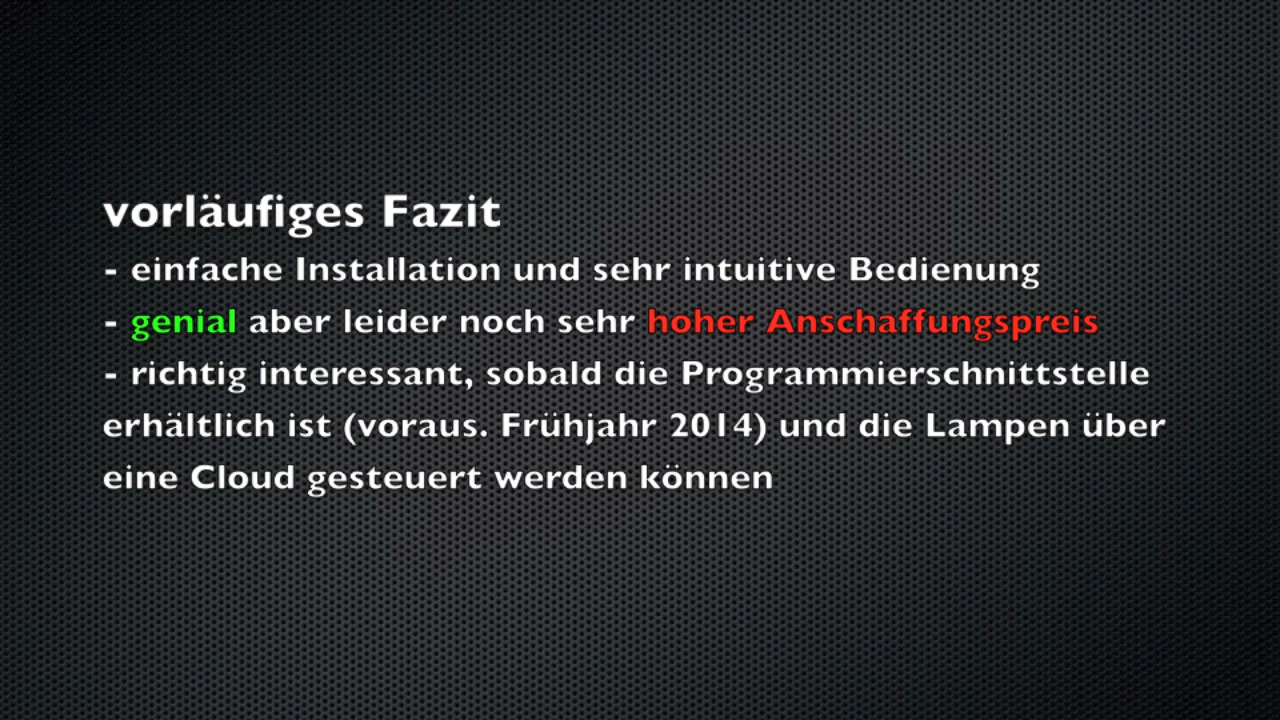 vorläufiges Fazit
- einfache Installation und sehr intuitive Bedienung
- genial aber leider noch sehr hoher Anschaffungspreis
- richtig interessant, sobald die Programmierschnittstelle
erhältlich ist (voraus. Frühjahr 2014) und die Lampen über
eine Cloud gesteuert werden können